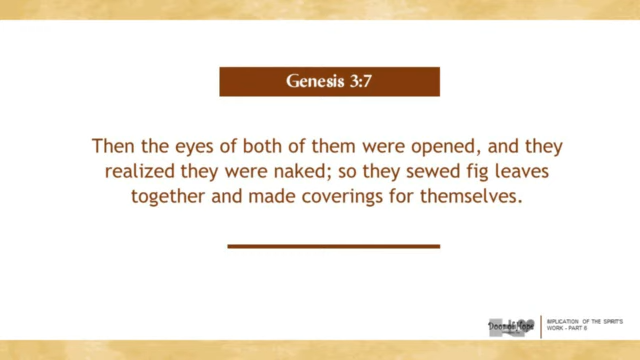 Genesis 3:7
Then the eyes of both of them were opened, and they
realized they were naked; so they sewed fig leaves
together and made coverings for themselves.
IMPLICATION OF THE SPIRIT'S
WORK - PART 6